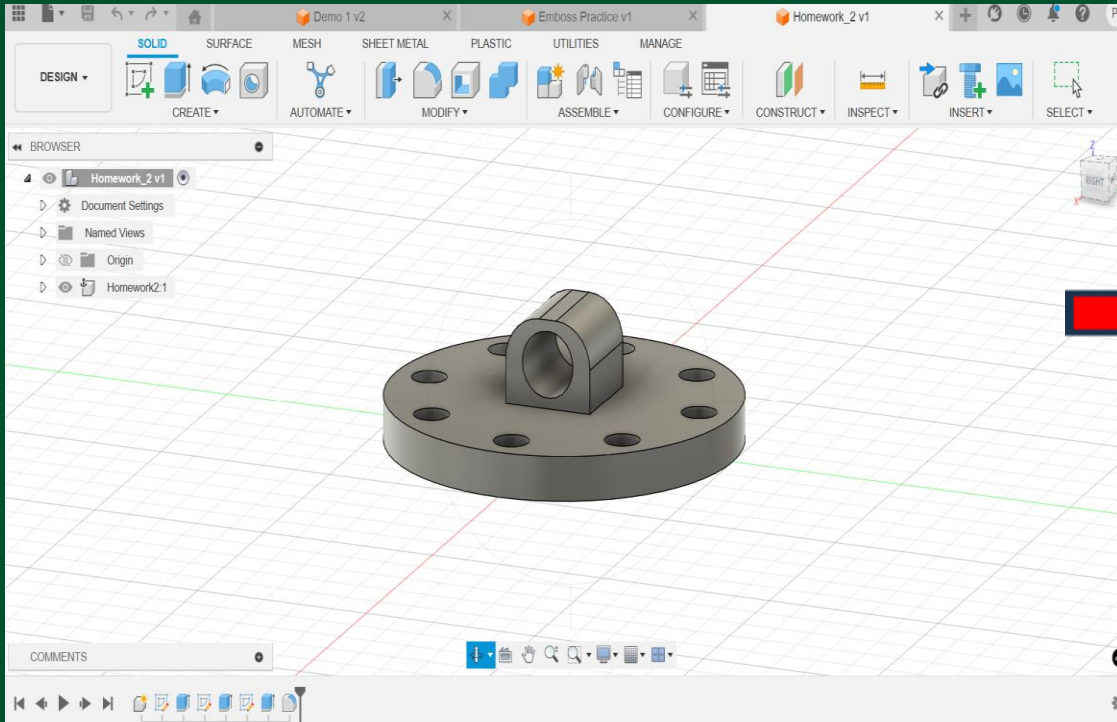 Demo 1 v2
Emboss Practice v1
Homework_2 v1
P
SOLID SURFACE MESH SHEET METAL PLASTIC UTILITIES MANAGE
DESIGN
CREATE AUTOMATE MODIFY ASSEMBLE CONFIGURE CONSTRUCT INSPECT INSERT SELECT
BROWSER
Homework_2 v1
Document Settings
Named Views
Origin
Homework2:1
Z
RIGHT
X
COMMENTS